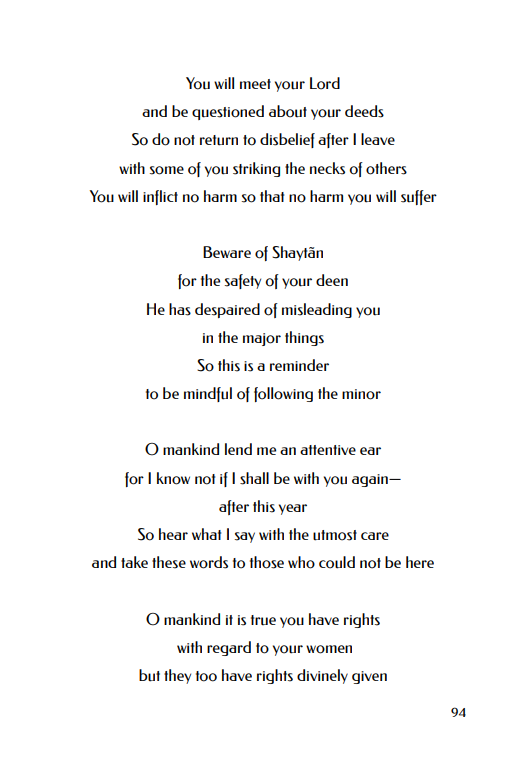 You will meet your Lord
and be questioned about your deeds
So do not return to disbelief after I leave
with some of you striking the necks of others
You will inflict no harm so that no harm you will suffer
Beware of Shaytãn
for the safety of your deen
He has despaired of misleading you
in the major things
So this is a reminder
to be mindful of following the minor
O mankind lend me an attentive ear
for I know not if I shall be with you again—
after this year
So hear what I say with the utmost care
and take these words to those who could not be here
O mankind it is true you have rights
with regard to your women
but they too have rights divinely given
94